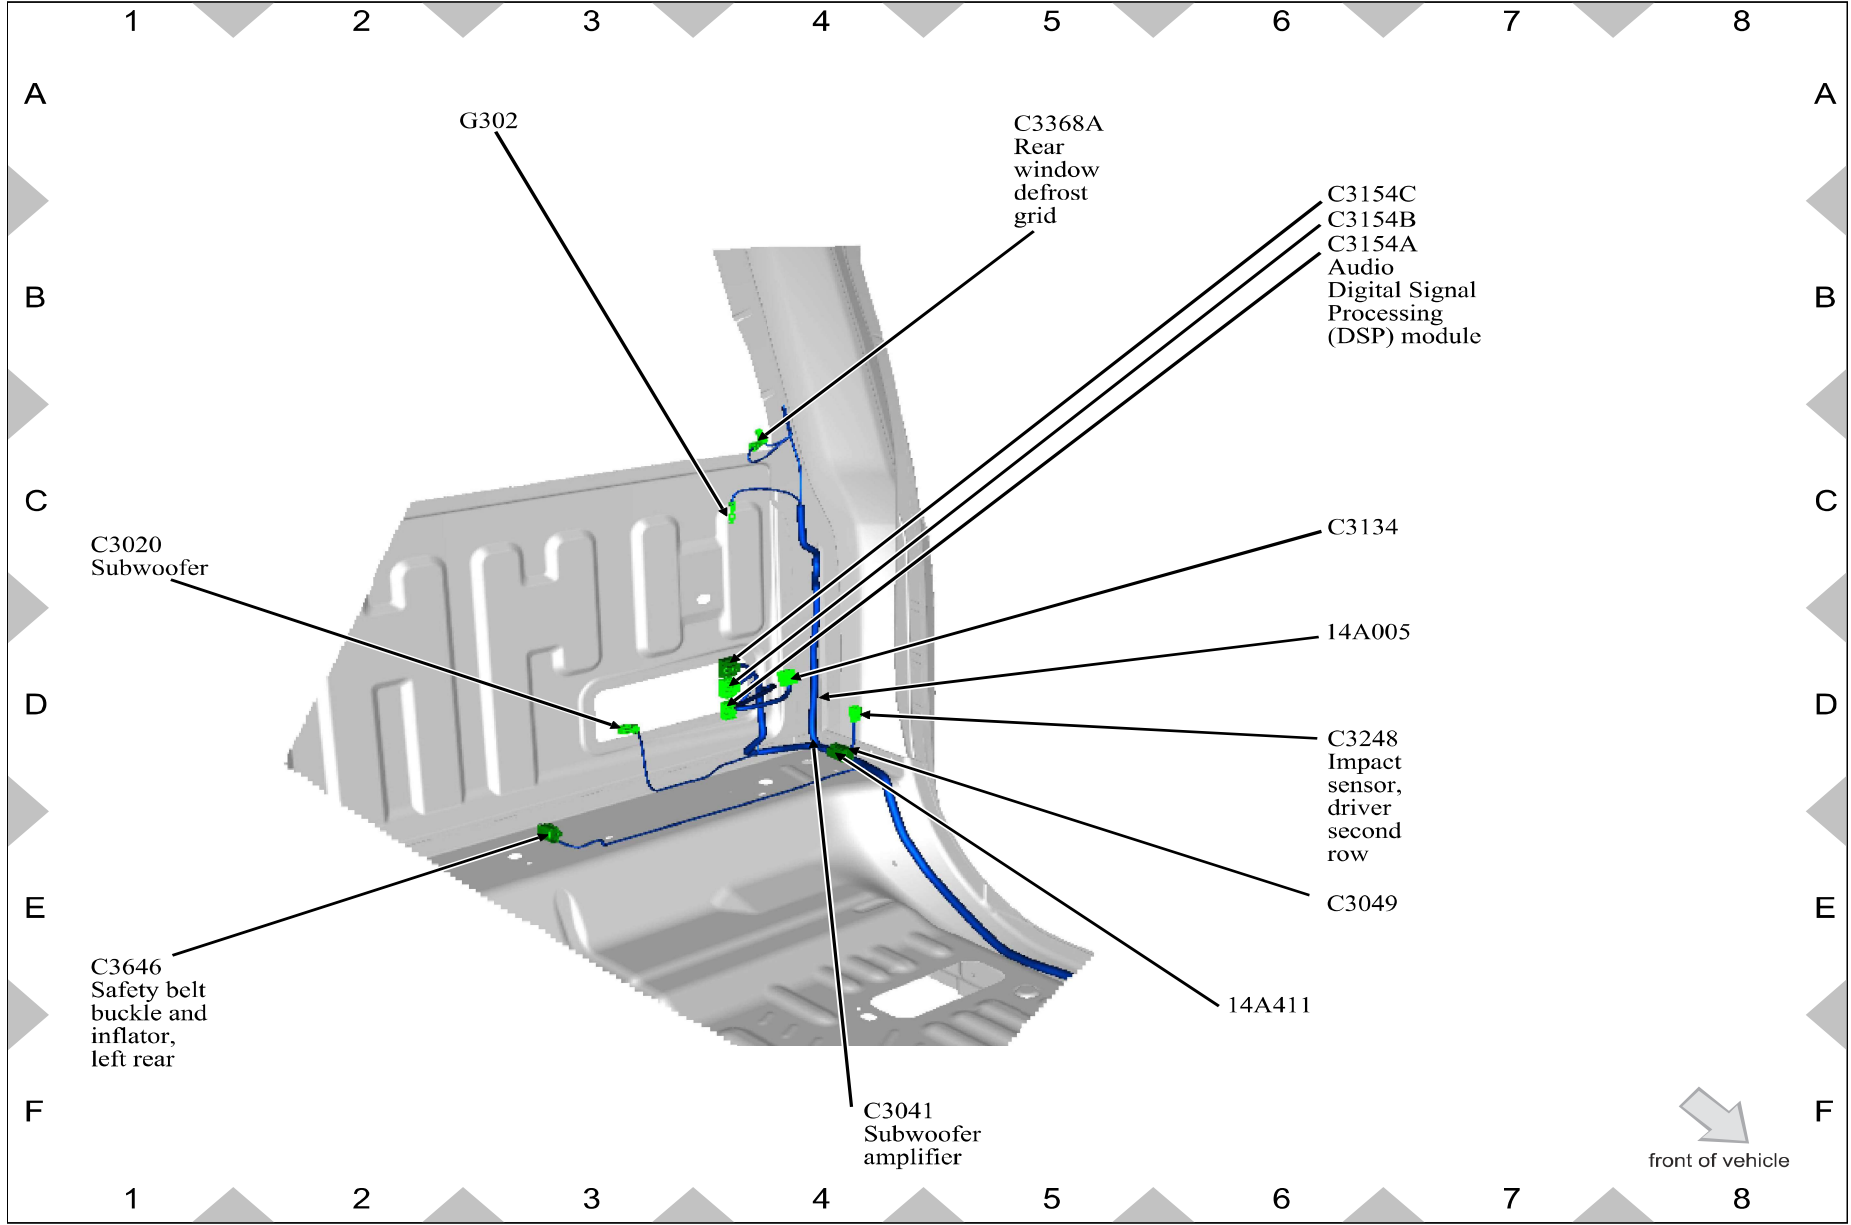 1 2 3 4 5 6 7 8
A A
G302
C3368A
Rear
window
defrost
grid
C3154C
C3154B
C3154A
Audio
Digital Signal
Processing
(DSP) module
B B
C C
C3020
Subwoofer
C3134
14A005
D D
C3248
Impact
sensor,
driver
second
row
C3049
E E
C3646
Safety belt
buckle and
inflator,
left rear
14A411
F F
C3041
Subwoofer
amplifier
front of vehicle
1 2 3 4 5 6 7 8